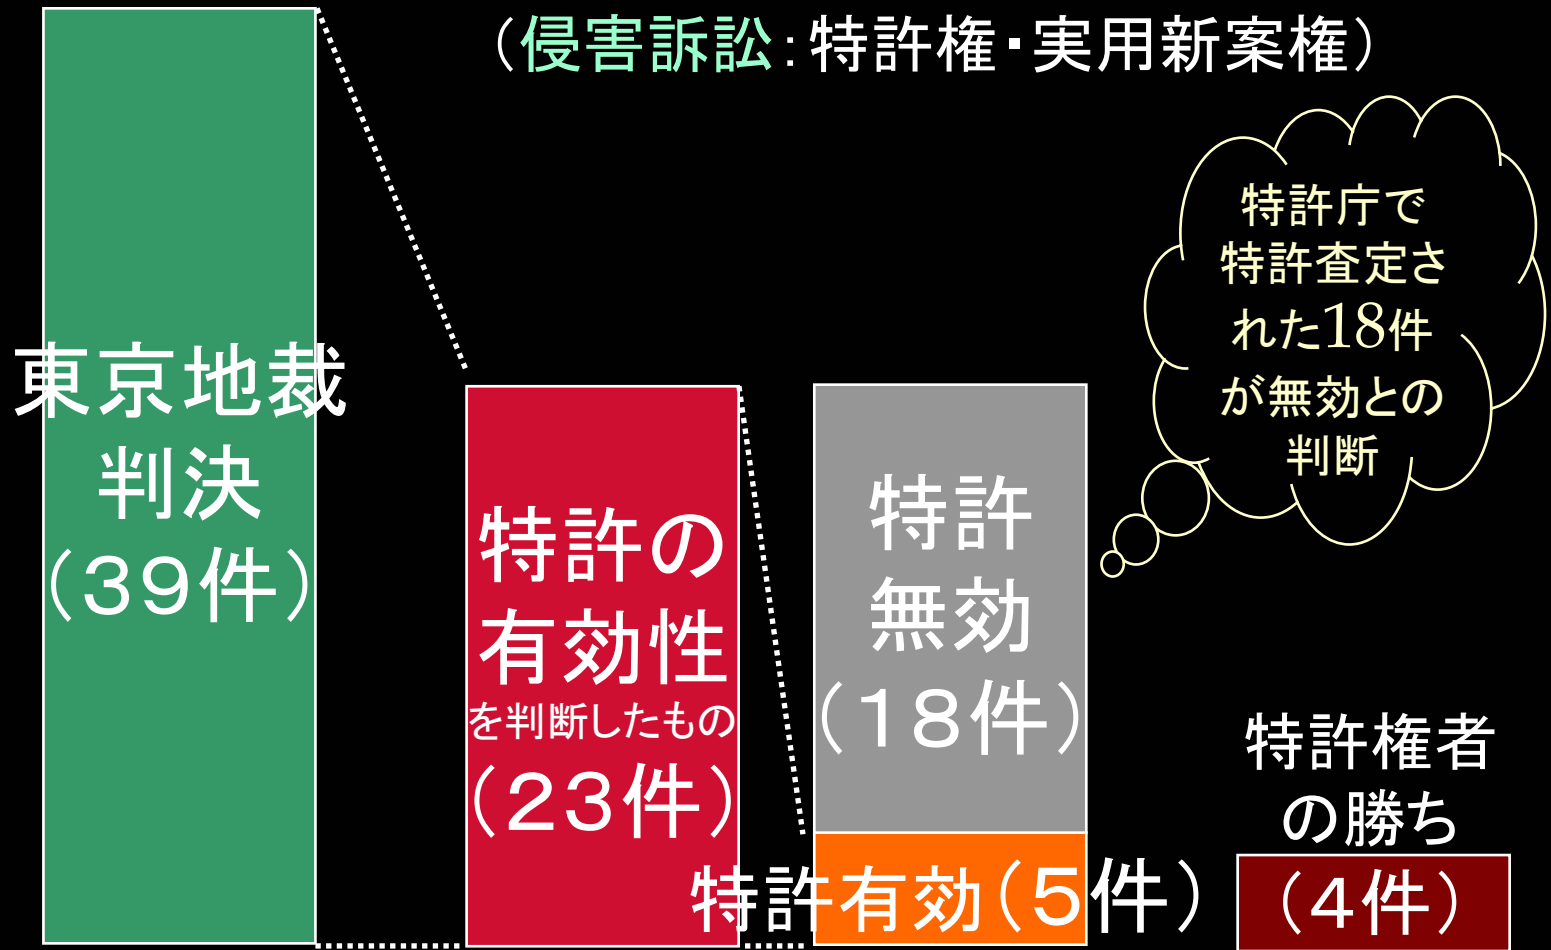 （侵害訴訟：特許権・実用新案権）
東京地裁
判決
（３９件）
特許の
有効性
を判断したもの
（２３件）
特許
無効
（１８件）
特許有効（５件）
特許庁で
特許査定さ
れた18件
が無効との
判断
特許権者
の勝ち
（４件）